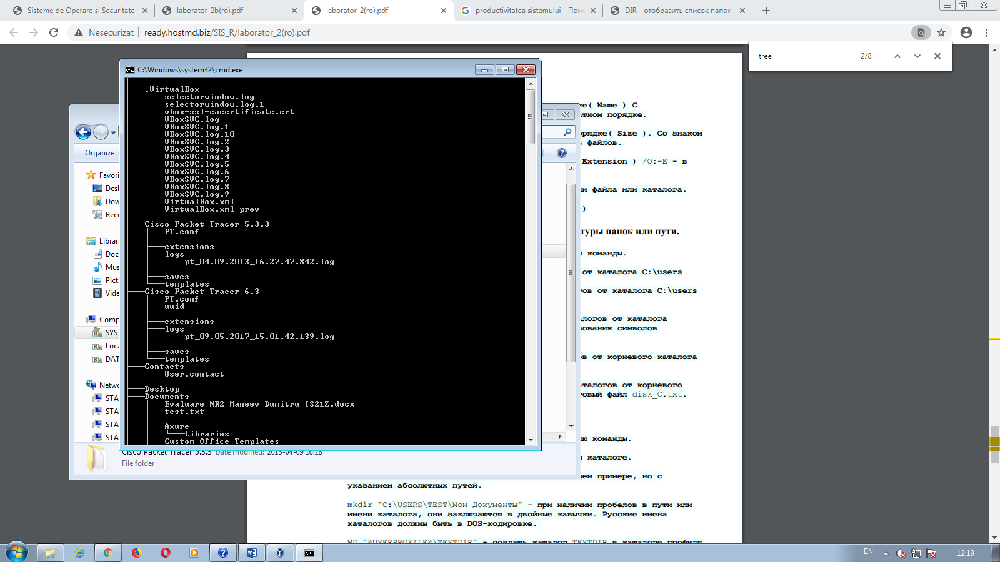 Sisteme de Operare și Securitate
laborator_2b(ro).pdf
laborator_2(ro).pdf
productivitatea sistemului - Пои
DIR - отобразить список папок
Nesecurizat
ready.hostmd.biz/SIS_R/laborator_2(ro).pdf
tree
2/8
C:\Windows\system32\cmd.exe
.VirtualBox
selectorwindow.log
selectorwindow.log.1
vbox-ssl-cacertificate.crt
VBoxSVC.log
VBoxSVC.log.1
VBoxSVC.log.10
VBoxSVC.log.2
VBoxSVC.log.3
VBoxSVC.log.4
VBoxSVC.log.5
VBoxSVC.log.6
VBoxSVC.log.7
VBoxSVC.log.8
VBoxSVC.log.9
VirtualBox.xml
VirtualBox.xml-prev
Cisco Packet Tracer 5.3.3
PT.conf
extensions
logs
pt_04.09.2013_16.27.47.842.log
saves
templates
Cisco Packet Tracer 6.3
PT.conf
uuid
extensions
logs
pt_09.05.2017_15.01.42.139.log
saves
templates
Contacts
User.contact
Desktop
Documents
Evaluare_NR2_Maneev_Dumitru_IS21Z.docx
test.txt
Axure
Libraries
Custom Office Templates
Organize
Favori
Desl
Dow
Rece
Librar
Doc
Mus
Pict
Vide
Comp
SYS
Loca
DAT
Netwo
STA
STA
STA
STA
Cisco Packet Tracer 5.3.3 Date modified: 2013-04-09 16:28
File folder
ке( Name ) С
тном порядке.
рядке( Size ). Со знаком
файлов.
Extension ) /O:-E - в
и файла или каталога.
)
туры папок или пути.
команды.
от каталога C:\users
ов от каталога C:\users
логов от каталога
ования символов
в от корневого каталога
аталогов от корневого
овый файл disk_C.txt.
ю команды.
каталоге.
ем примере, но с
указанием абсолютных путей.
mkdir "C:\USERS\TEST\Мои Документы" - при наличии пробелов в пути или
имени каталога, они заключаются в двойные кавычки. Русские имена
каталогов должны быть в DOS-кодировке.
MD "%USERPROFILE%\TESTDIR" - создать каталог TESTDIR в каталоге профиля
EN
12:19